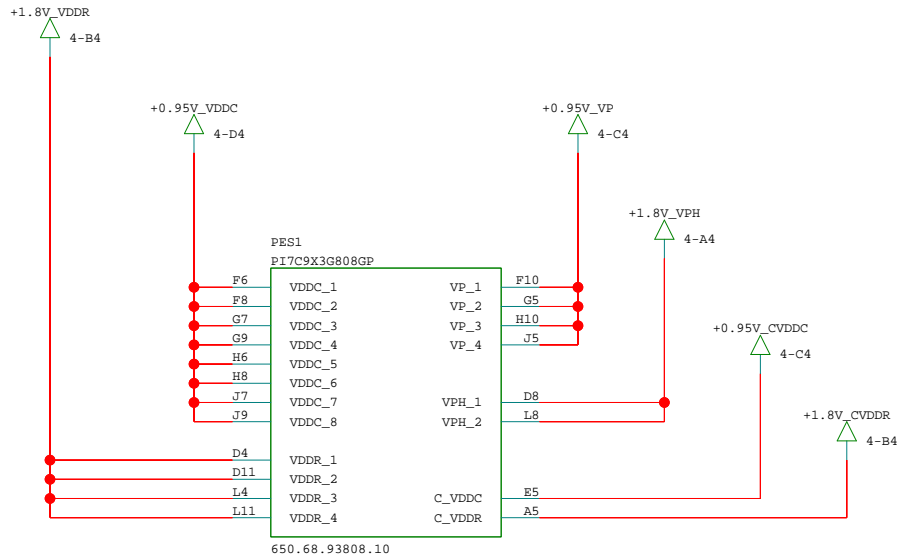 +1.8V_VDDR
4-B4
+0.95V_VDDC
4-D4
+0.95V_VP
4-C4
+1.8V_VPH
4-A4
+0.95V_CVDDC
4-C4
+1.8V_CVDDR
4-B4
PES1
PI7C9X3G808GP
F6 VDDC_1 VP_1 F10
F8 VDDC_2 VP_2 G5
G7 VDDC_3 VP_3 H10
G9 VDDC_4 VP_4 J5
H6 VDDC_5
H8 VDDC_6
J7 VDDC_7 VPH_1 D8
J9 VDDC_8 VPH_2 L8
D4 VDDR_1
D11 VDDR_2
L4 VDDR_3 C_VDDC E5
L11 VDDR_4 C_VDDR A5
650.68.93808.10